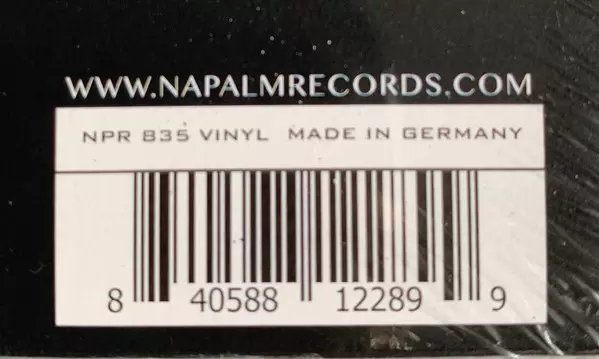 WWW.NAPALMRECORDS.COM
NPR 835 VINYL MADE IN GERMANY
8 40588 12289 9